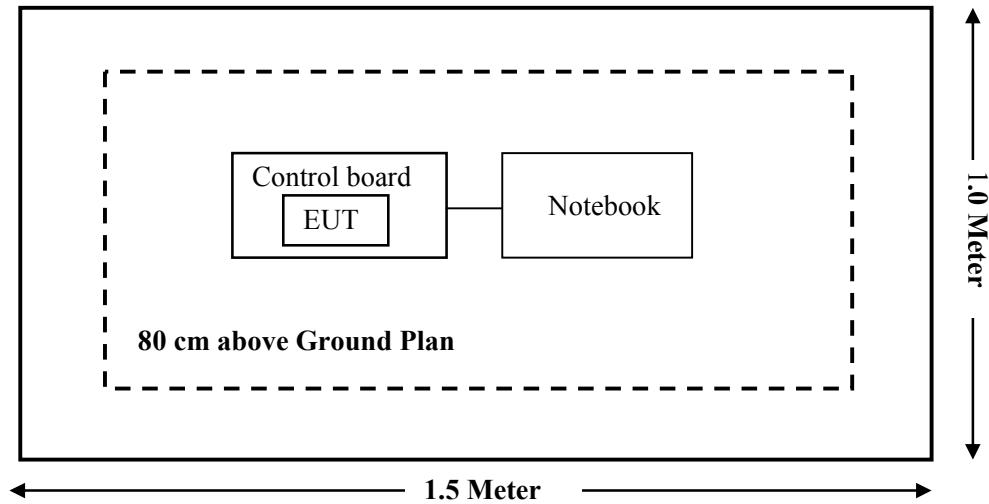 Control board
EUT
Notebook
80 cm above Ground Plan
1.0 Meter
1.5 Meter